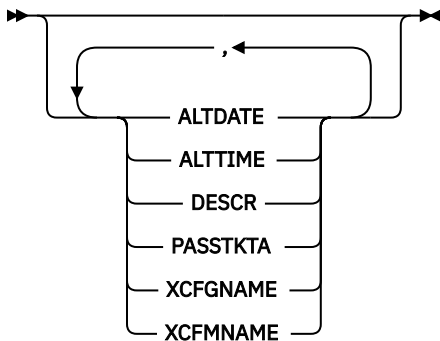 ,
ALTDATE
ALTTIME
DESCR
PASSTKTA
XCFGNAME
XCFMNAME